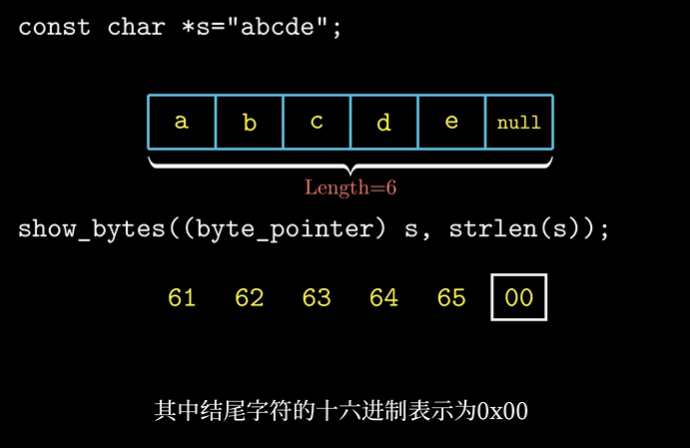 const char *s="abcde";
a b c d e null
Length=6
show_bytes((byte_pointer) s, strlen(s));
61 62 63 64 65 00
其中结尾字符的十六进制表示为0x00